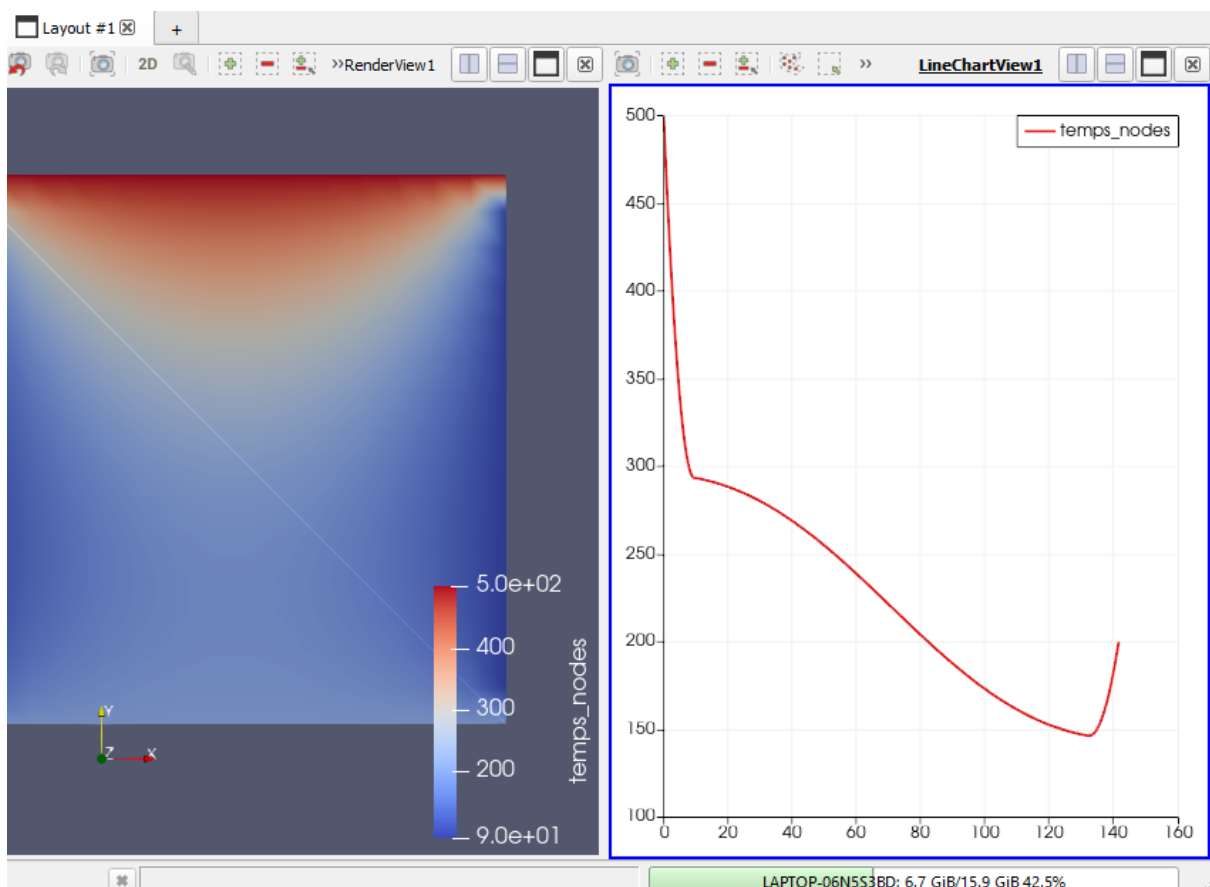 Layout #1
+
2D
»RenderView1
»
LineChartView1
5.0e+02
400
300
200
9.0e+01
temps_nodes
Y
Z
X
500
450
400
350
300
250
200
150
100
0 20 40 60 80 100 120 140 160
temps_nodes
LAPTOP-06N5S3BD: 6.7 GiB/15.9 GiB 42.5%